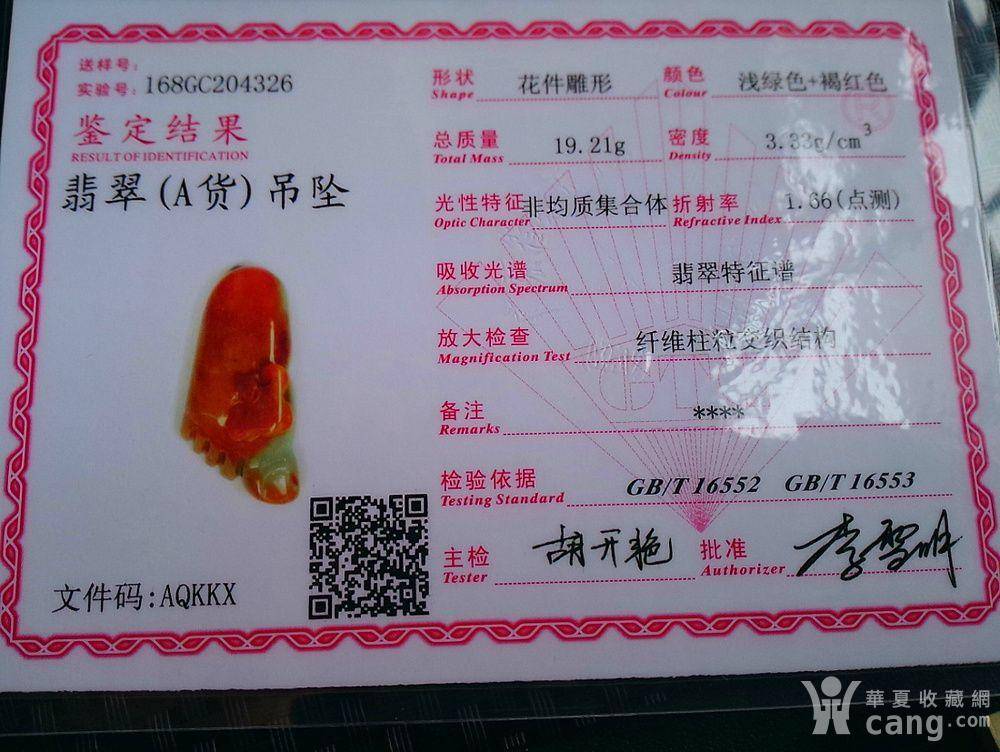 送样号:
实验号: 168GC204326
鉴定结果
RESULT OF IDENTIFICATION
翡翠(A货)吊坠
文件码:AQKKX
形状 花件雕形 颜色 浅绿色+褐红色
Shape Colour
总质量 19.21g 密度 3.33g/cm³
Total Mass Density
光性特征 非均质集合体 折射率 1.66(点测)
Optic Character Refractive Index
吸收光谱 翡翠特征谱
Absorption Spectrum
放大检查 纤维柱粒交织结构
Magnification Test
备注 ****
Remarks
检验依据 GB/T 16552 GB/T 16553
Testing Standard
主检 胡开艳 批准 李雪明
Tester Authorizer
華夏收藏網
cang.com